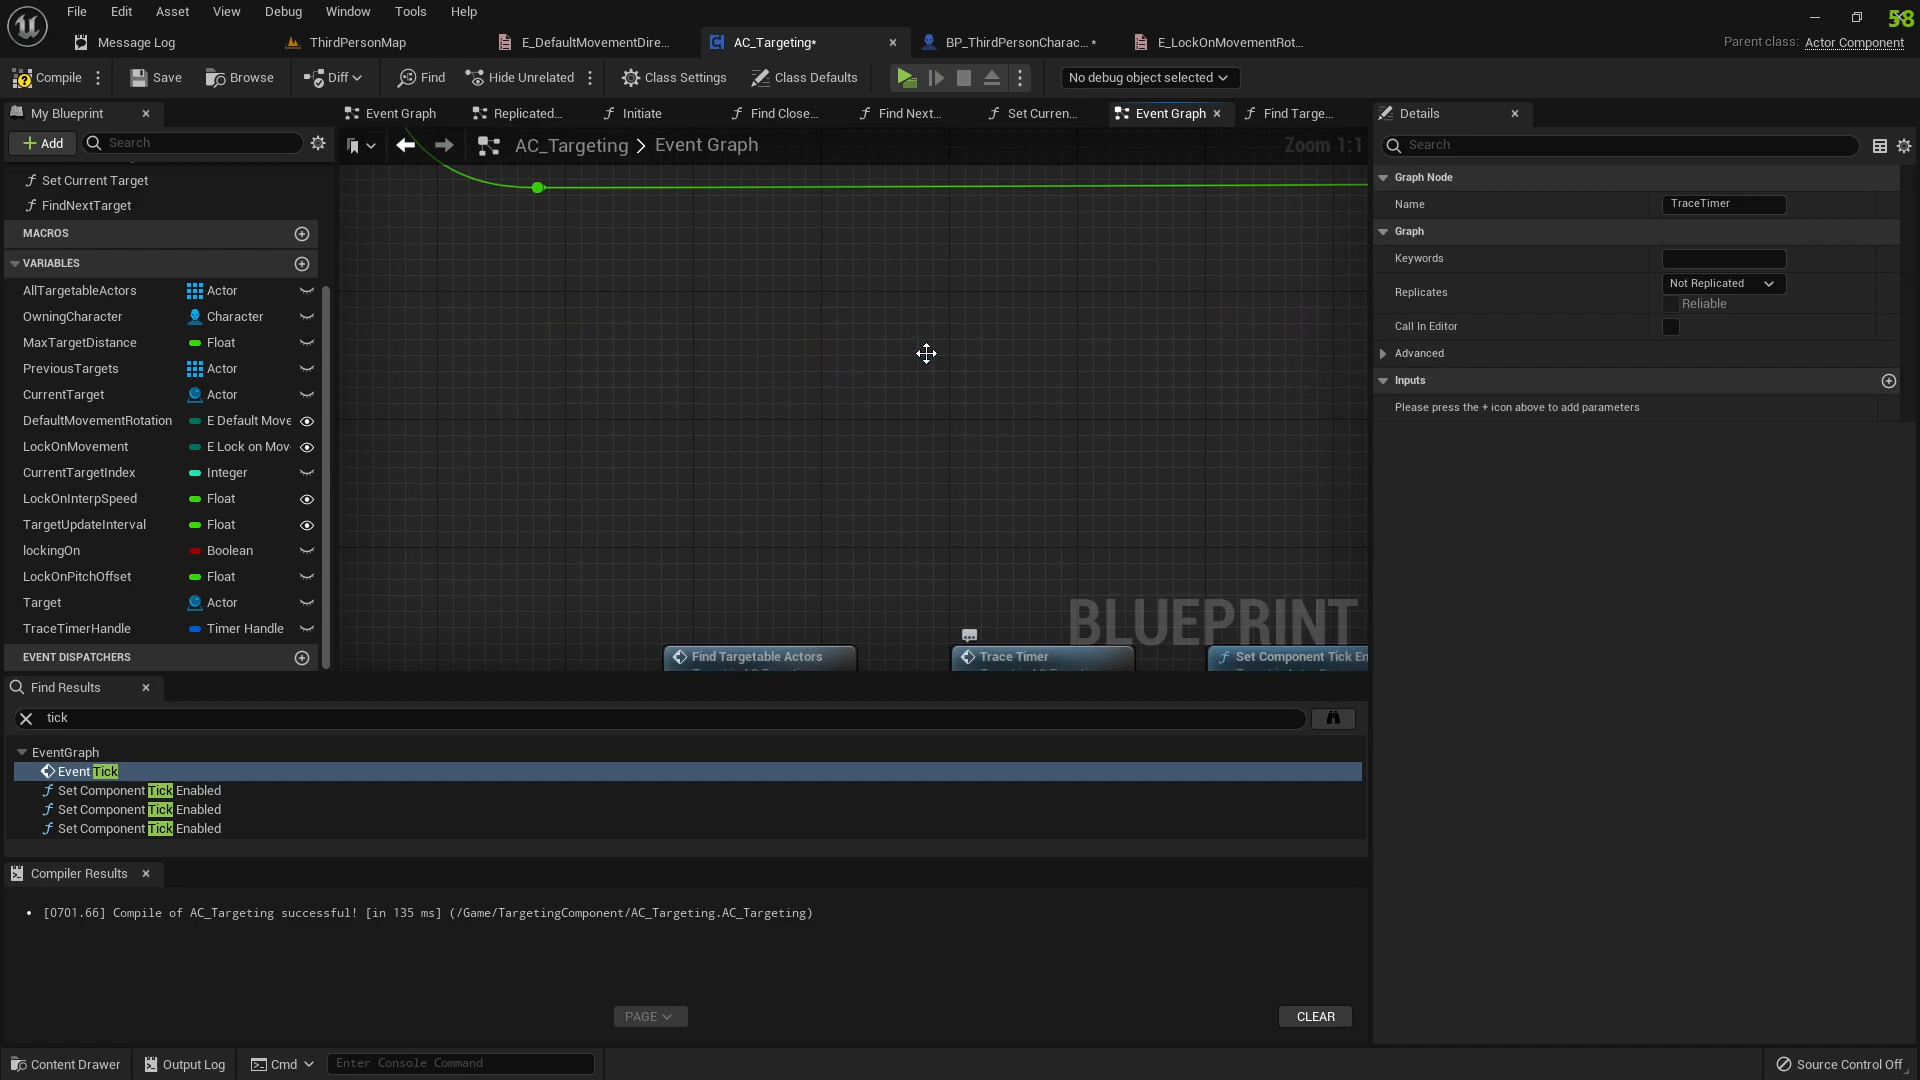 File Edit Asset View Debug Window Tools Help
58
Message Log ThirdPersonMap E_DefaultMovementDire... AC_Targeting* BP_ThirdPersonCharac...* E_LockOnMovementRot... Parent class: Actor Component
Compile Save Browse Diff Find Hide Unrelated Class Settings Class Defaults No debug object selected
My Blueprint Event Graph Replicated... Initiate Find Close... Find Next... Set Curren... Event Graph Find Targe... Details
Add Search AC_Targeting > Event Graph Zoom 1:1 Search
Set Current Target
FindNextTarget
MACROS
VARIABLES
AllTargetableActors Actor
OwningCharacter Character
MaxTargetDistance Float
PreviousTargets Actor
CurrentTarget Actor
DefaultMovementRotation E Default Move
LockOnMovement E Lock on Mov
CurrentTargetIndex Integer
LockOnInterpSpeed Float
TargetUpdateInterval Float
lockingOn Boolean
LockOnPitchOffset Float
Target Actor
TraceTimerHandle Timer Handle
EVENT DISPATCHERS
BLUEPRINT
Find Targetable Actors Trace Timer Set Component Tick En
Graph Node
Name TraceTimer
Graph
Keywords
Replicates Not Replicated
Reliable
Call In Editor
Advanced
Inputs
Please press the + icon above to add parameters
Find Results
tick
EventGraph
Event Tick
Set Component Tick Enabled
Set Component Tick Enabled
Set Component Tick Enabled
Compiler Results
• [0701.66] Compile of AC_Targeting successful! [in 135 ms] (/Game/TargetingComponent/AC_Targeting.AC_Targeting)
PAGE CLEAR
Content Drawer Output Log Cmd Enter Console Command Source Control Off